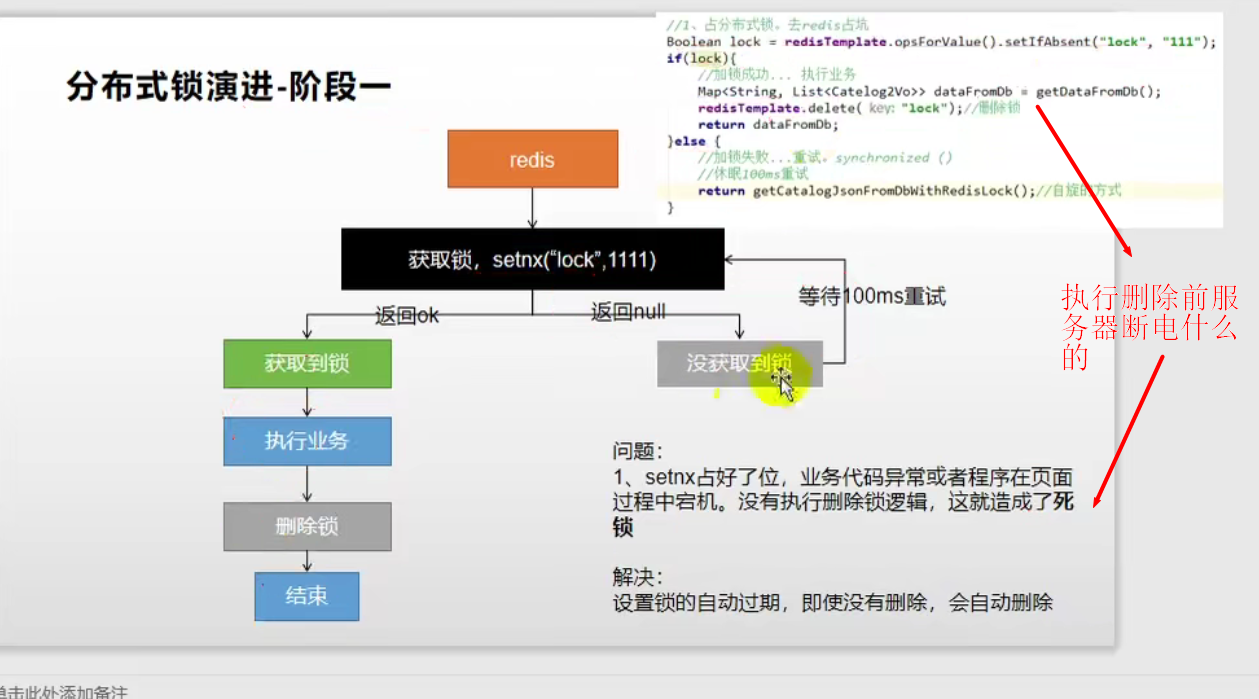 分布式锁演进-阶段一
//1、占分布式锁。去redis占坑
Boolean lock = redisTemplate.opsForValue().setIfAbsent("lock", "111");
if(lock){
//加锁成功... 执行业务
Map<String, List<Catelog2Vo>> dataFromDb = getDataFromDb();
redisTemplate.delete( key: "lock");//删除锁
return dataFromDb;
}else {
//加锁失败...重试。synchronized ()
//休眠100ms重试
return getCatalogJsonFromDbWithRedisLock();//自旋的方式
}
redis
获取锁，setnx(“lock”,1111)
返回ok
返回null
等待100ms重试
获取到锁
没获取到锁
执行业务
删除锁
结束
执行删除前服
务器断电什么
的
问题：
1、setnx占好了位，业务代码异常或者程序在页面
过程中宕机。没有执行删除锁逻辑，这就造成了死
锁
解决：
设置锁的自动过期，即使没有删除，会自动删除
单击此处添加备注